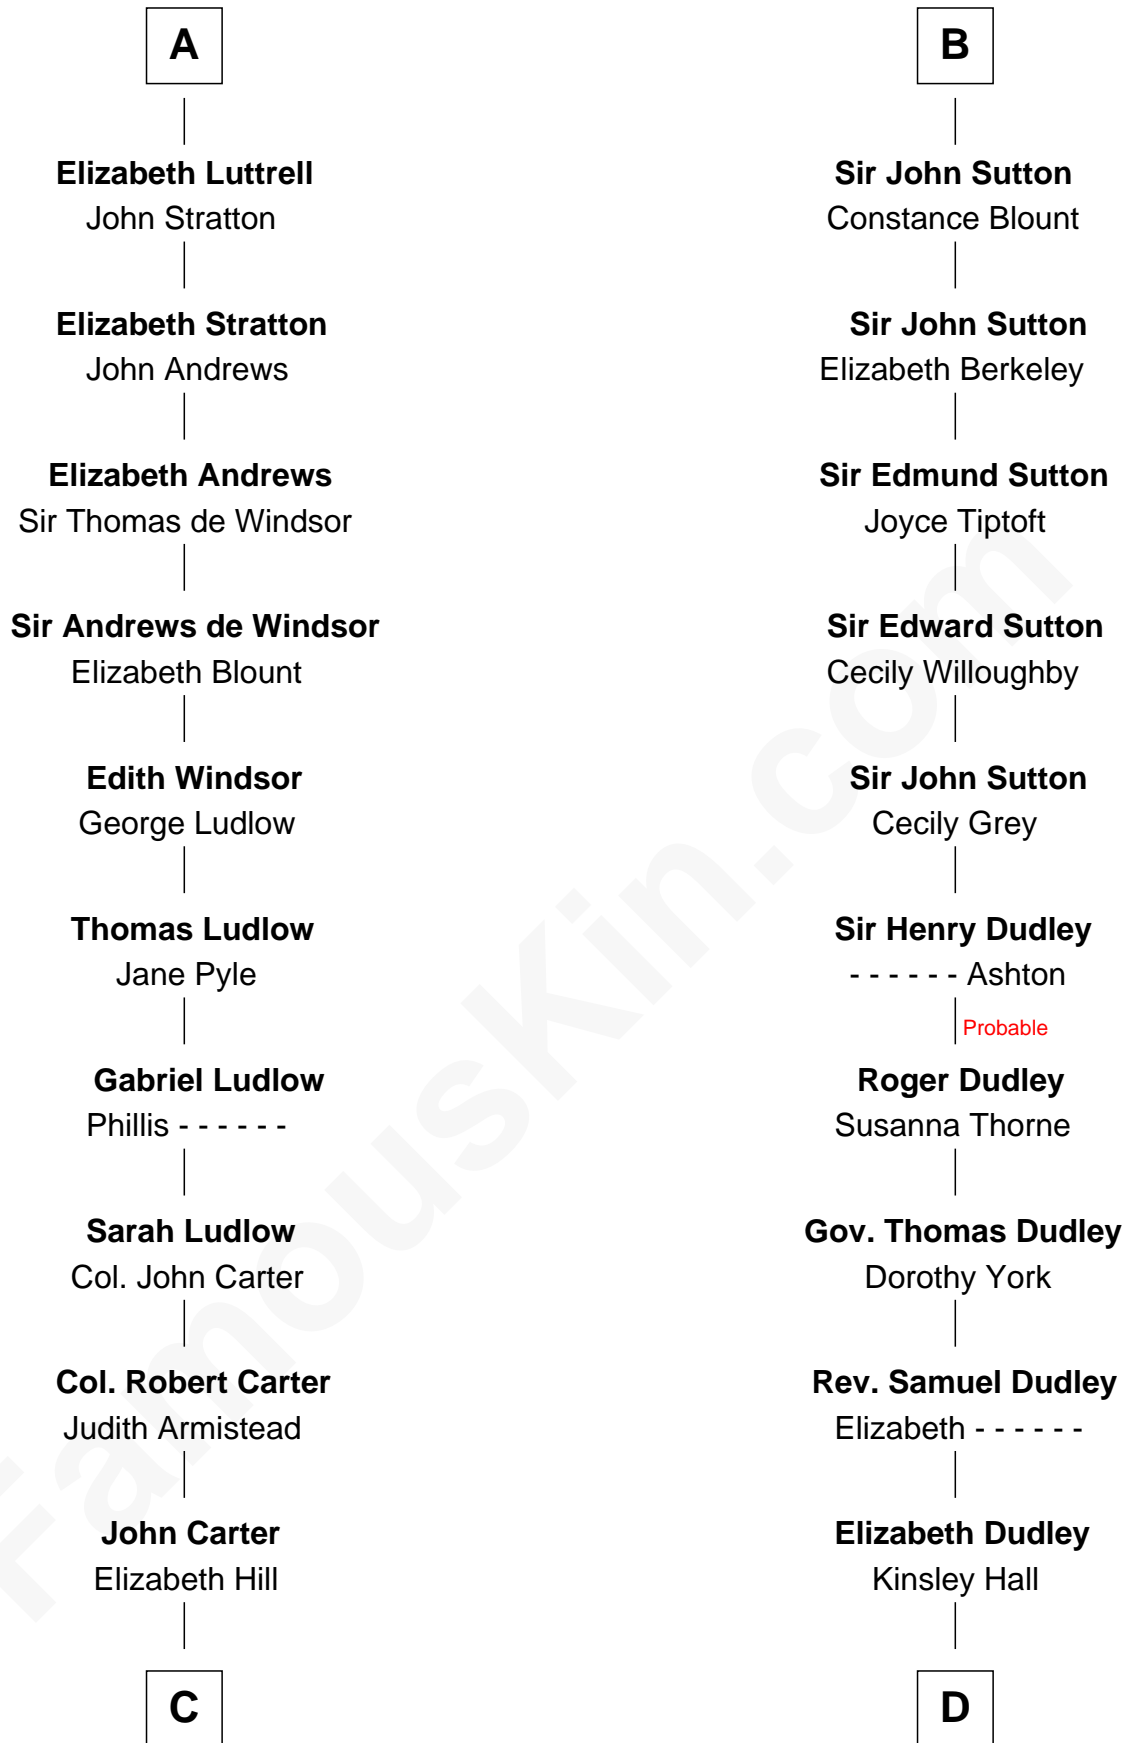 A
Elizabeth Luttrell
John Stratton
Elizabeth Stratton
John Andrews
Elizabeth Andrews
Sir Thomas de Windsor
Sir Andrews de Windsor
Elizabeth Blount
Edith Windsor
George Ludlow
Thomas Ludlow
Jane Pyle
Gabriel Ludlow
Phillis - - - - - -
Sarah Ludlow
Col. John Carter
Col. Robert Carter
Judith Armistead
John Carter
Elizabeth Hill
C
B
Sir John Sutton
Constance Blount
Sir John Sutton
Elizabeth Berkeley
Sir Edmund Sutton
Joyce Tiptoft
Sir Edward Sutton
Cecily Willoughby
Sir John Sutton
Cecily Grey
Sir Henry Dudley
- - - - - - Ashton
Probable
Roger Dudley
Susanna Thorne
Gov. Thomas Dudley
Dorothy York
Rev. Samuel Dudley
Elizabeth - - - - - -
Elizabeth Dudley
Kinsley Hall
D
FamousKin.com